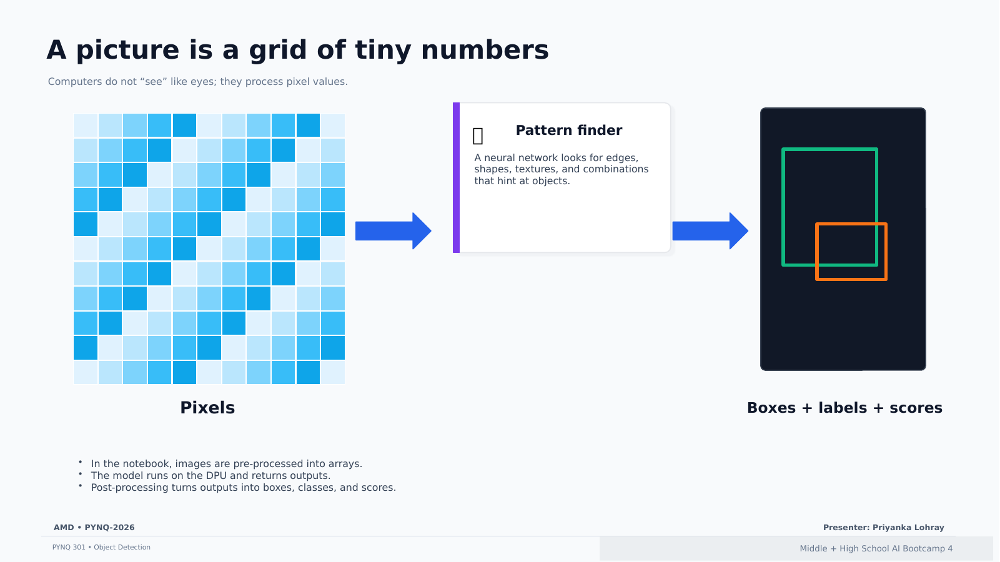 A picture is a grid of tiny numbers
Computers do not “see” like eyes; they process pixel values.
Pattern finder
A neural network looks for edges,
shapes, textures, and combinations
that hint at objects.
Pixels
Boxes + labels + scores
• In the notebook, images are pre-processed into arrays.
• The model runs on the DPU and returns outputs.
• Post-processing turns outputs into boxes, classes, and scores.
AMD • PYNQ-2026
Presenter: Priyanka Lohray
PYNQ 301 • Object Detection
Middle + High School AI Bootcamp 4